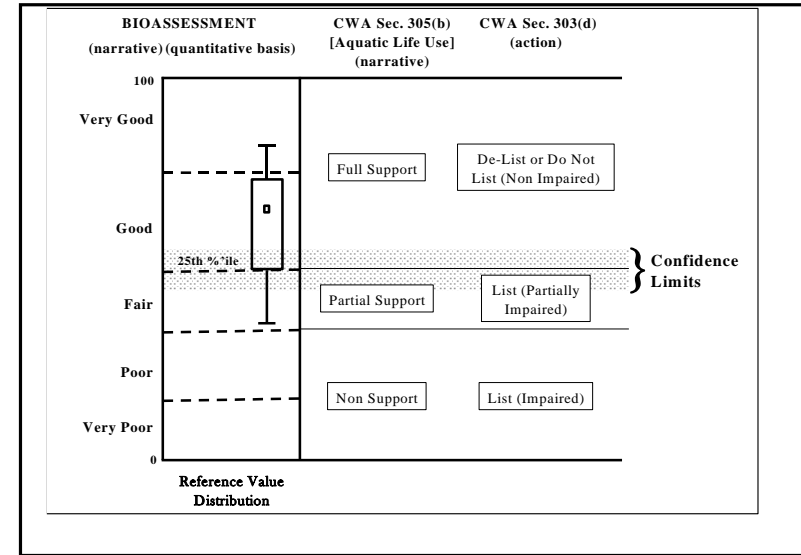 BIOASSESSMENT
(narrative) (quantitative basis)
CWA Sec. 305(b)
[Aquatic Life Use]
(narrative)
CWA Sec. 303(d)
(action)
100
Very Good
Good
Fair
Poor
Very Poor
0
25th %'ile
Full Support
De-List or Do Not
List (Non Impaired)
Partial Support
List (Partially
Impaired)
Non Support
List (Impaired)
} Confidence
Limits
Reference Value
Distribution